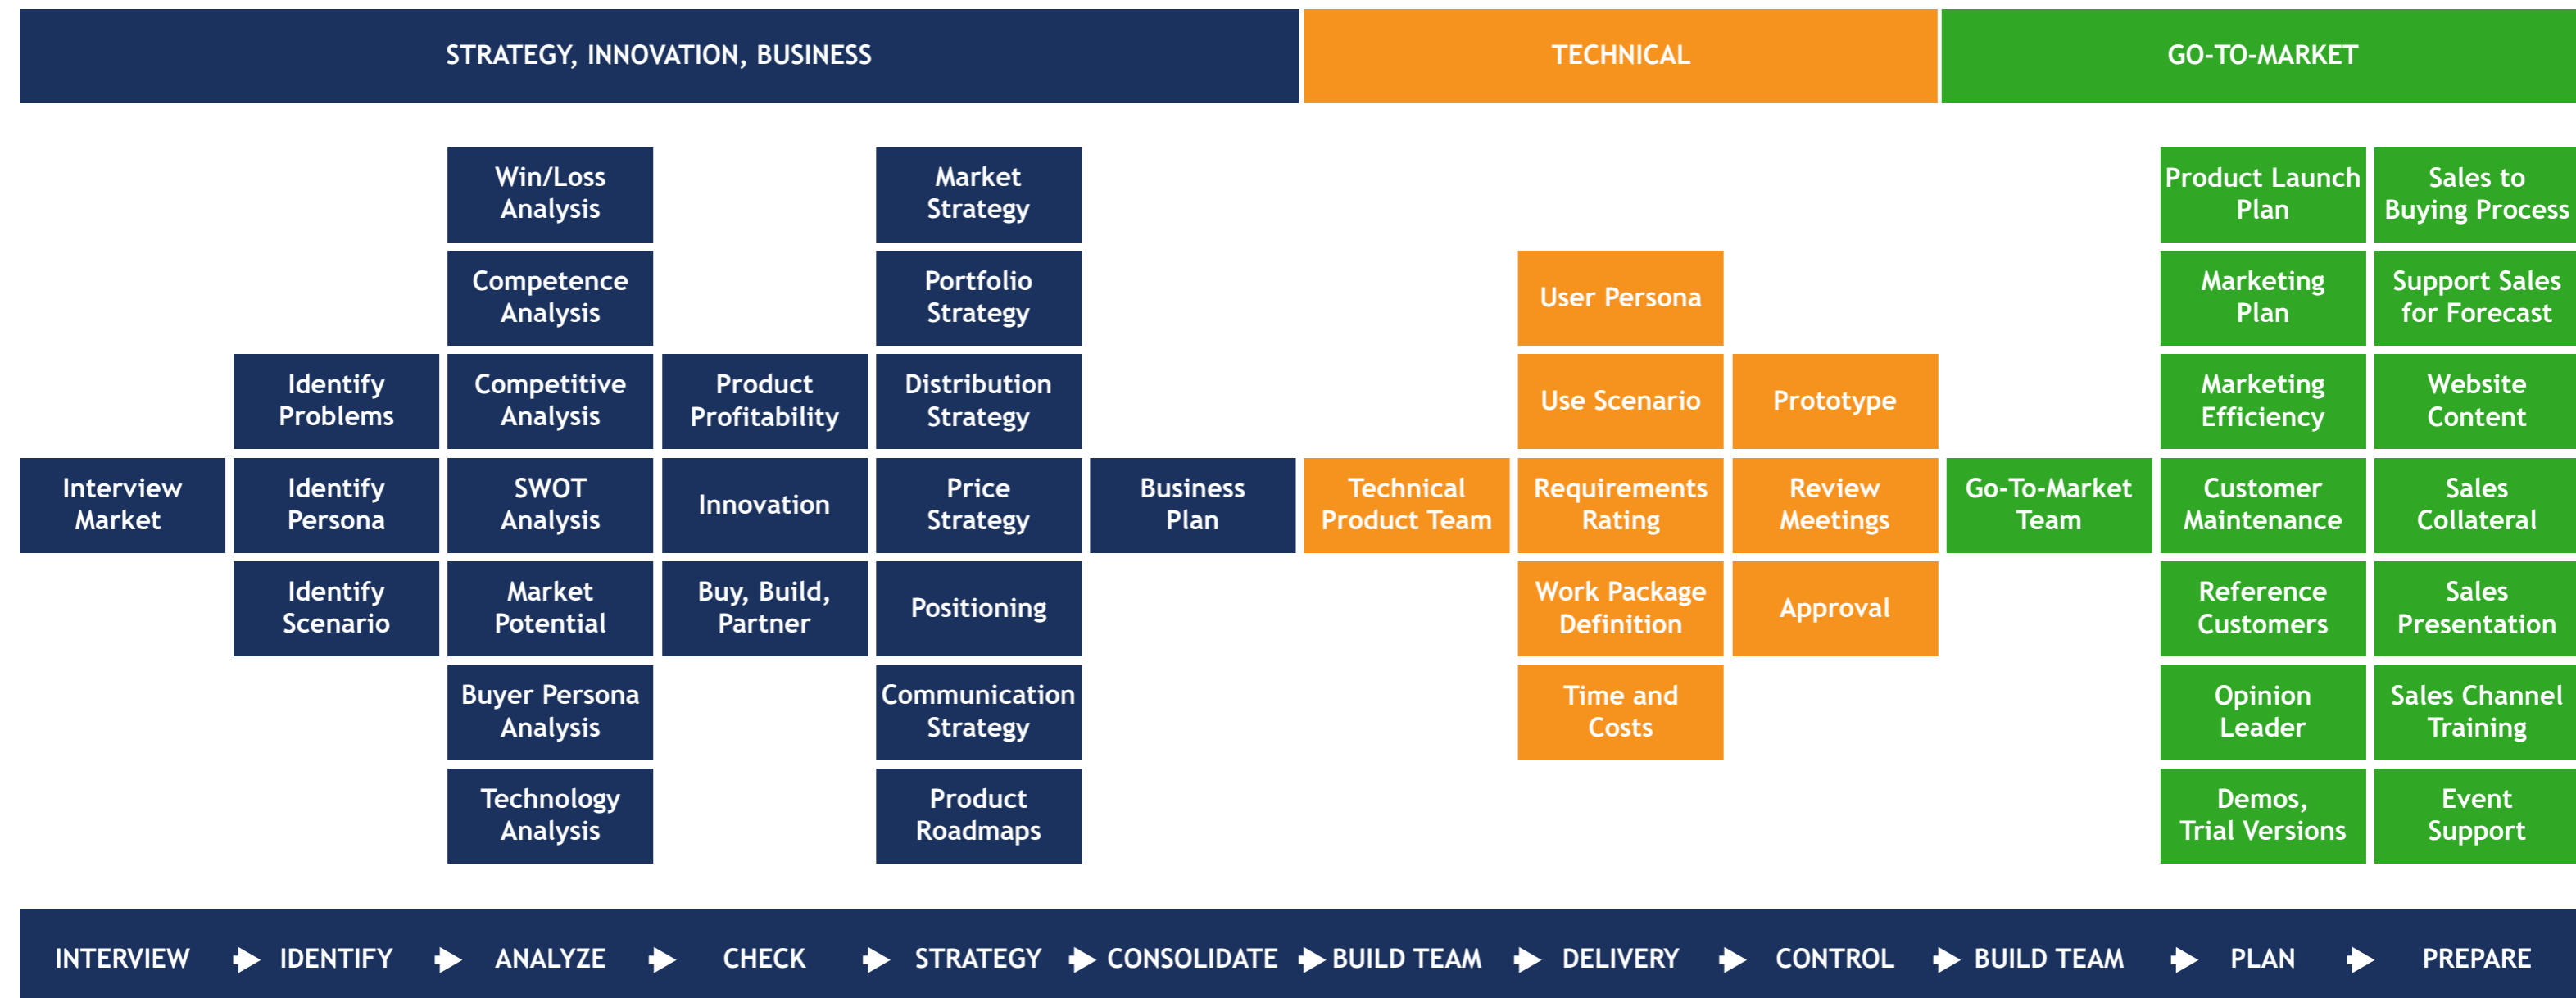 STRATEGY, INNOVATION, BUSINESS
TECHNICAL
GO-TO-MARKET
Interview
Market
Identify
Problems
Identify
Persona
Identify
Scenario
Win/Loss
Analysis
Competence
Analysis
Competitive
Analysis
SWOT
Analysis
Market
Potential
Buyer Persona
Analysis
Technology
Analysis
Product
Profitability
Innovation
Buy, Build,
Partner
Market
Strategy
Portfolio
Strategy
Distribution
Strategy
Price
Strategy
Positioning
Communication
Strategy
Product
Roadmaps
Business
Plan
Technical
Product Team
User Persona
Use Scenario
Requirements
Rating
Work Package
Definition
Time and
Costs
Prototype
Review
Meetings
Approval
Go-To-Market
Team
Product Launch
Plan
Marketing
Plan
Marketing
Efficiency
Customer
Maintenance
Reference
Customers
Opinion
Leader
Demos,
Trial Versions
Sales to
Buying Process
Support Sales
for Forecast
Website
Content
Sales
Collateral
Sales
Presentation
Sales Channel
Training
Event
Support
INTERVIEW
IDENTIFY
ANALYZE
CHECK
STRATEGY
CONSOLIDATE
BUILD TEAM
DELIVERY
CONTROL
BUILD TEAM
PLAN
PREPARE